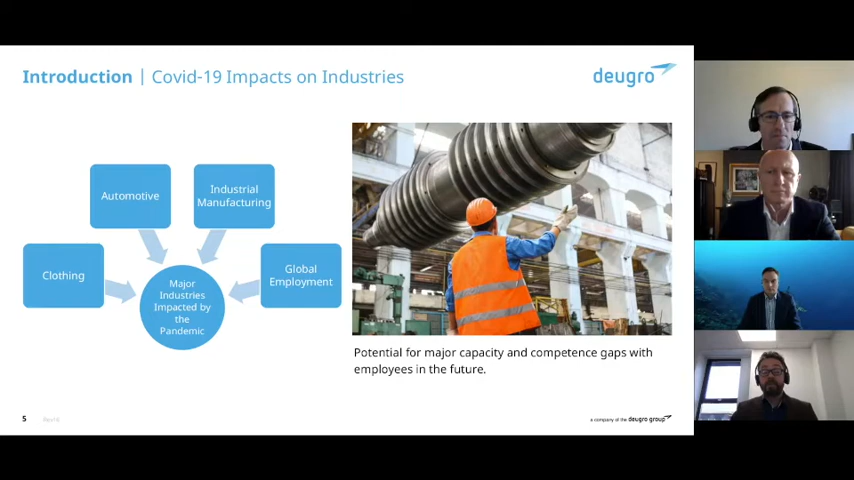 Introduction | Covid-19 Impacts on Industries
deugro
Automotive
Industrial
Manufacturing
Clothing
Global
Employment
Major
Industries
Impacted by
the
Pandemic
Potential for major capacity and competence gaps with
employees in the future.
5
a company of the deugro group